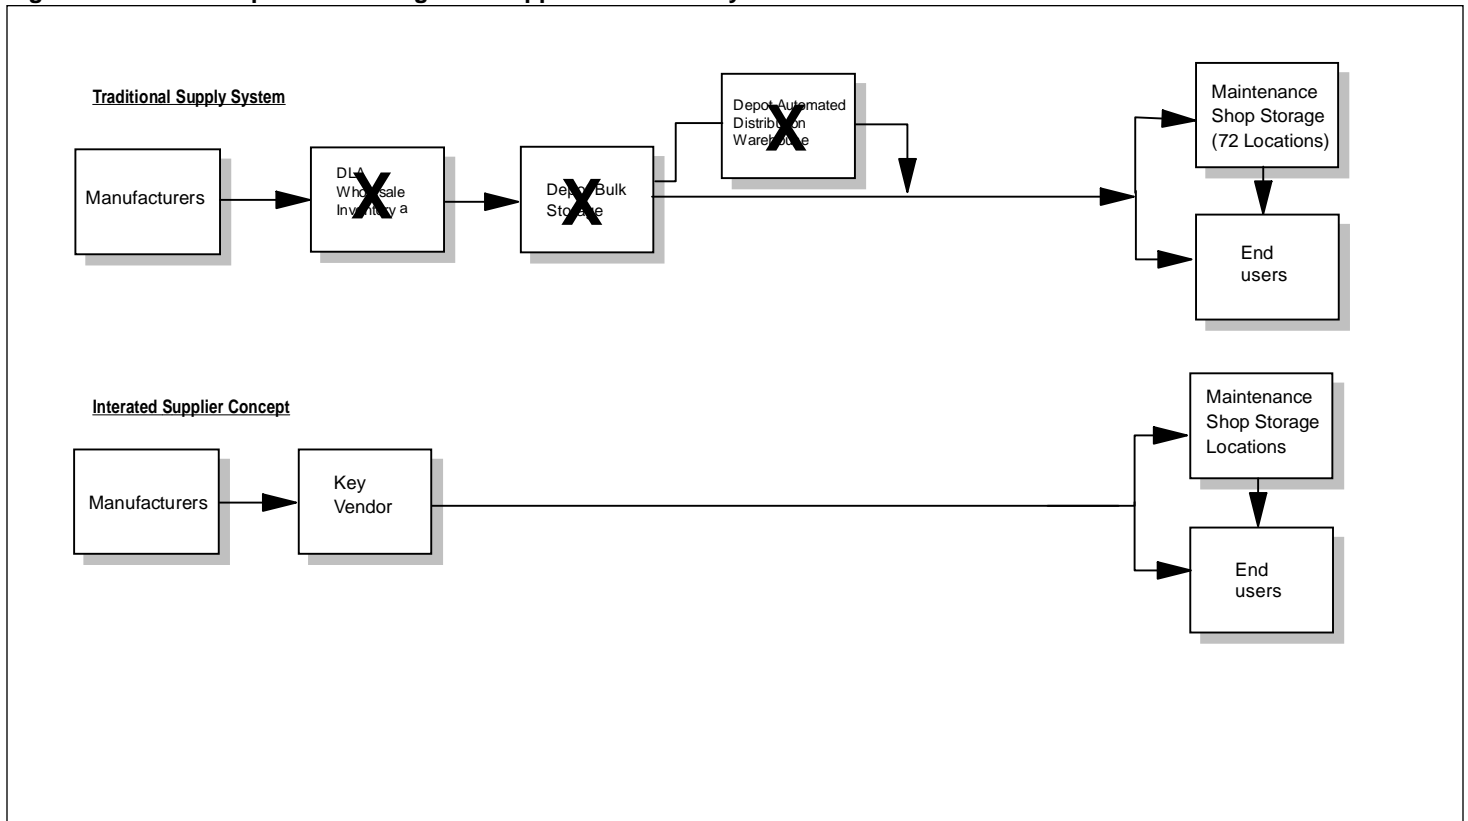 Traditional Supply System
Manufacturers
DLA
Wholesale
Inventory a
X
Depot Bulk
Storage
X
Depot Automated
Distribution
Warehouse
X
Maintenance
Shop Storage
(72 Locations)
End
users
Interated Supplier Concept
Manufacturers
Key
Vendor
Maintenance
Shop Storage
Locations
End
users